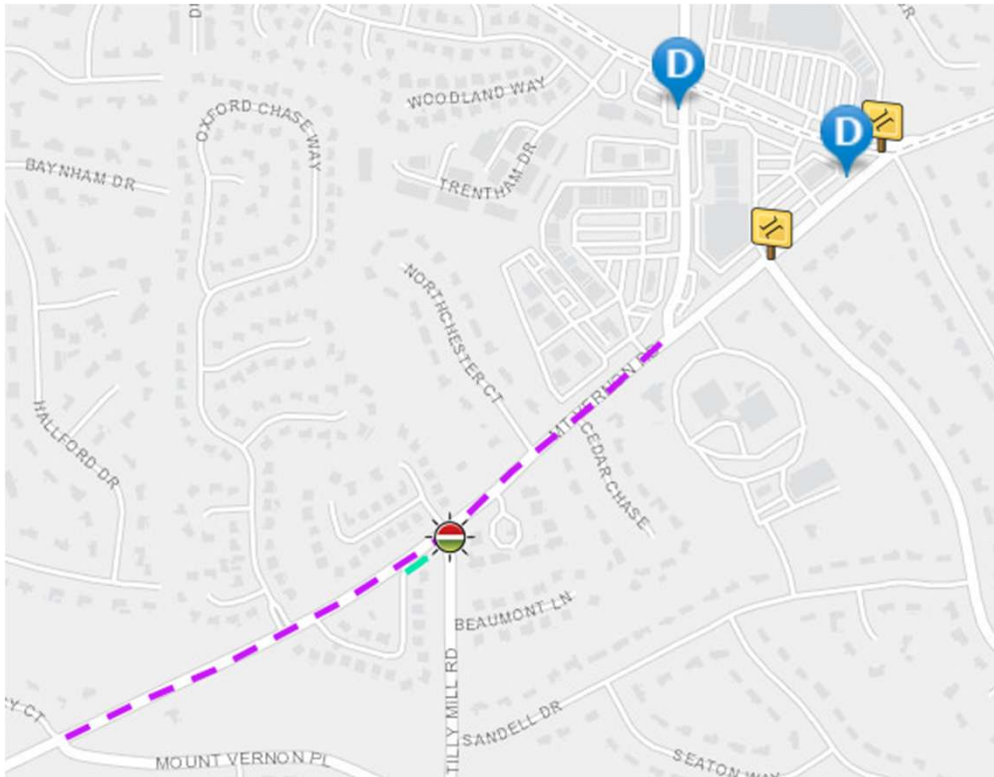 WOODLAND WAY
OXFORD CHASE WAY
BAYNHAM DR
TRENTHAM DR
D
D
NORTHCHESTER CT
MT VERNON RD
CEDAR CHASE
HALLFORD DR
BEAUMONT LN
TILLY MILL RD
SANDELL DR
CT
MOUNT VERNON PL
SEATON WAY